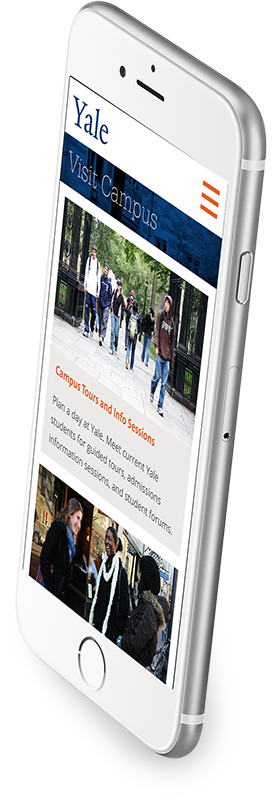 Yale
Visit Campus
Campus Tours and Info Sessions
Plan a day at Yale. Meet current Yale
students for guided tours, admissions
information sessions, and student forums.